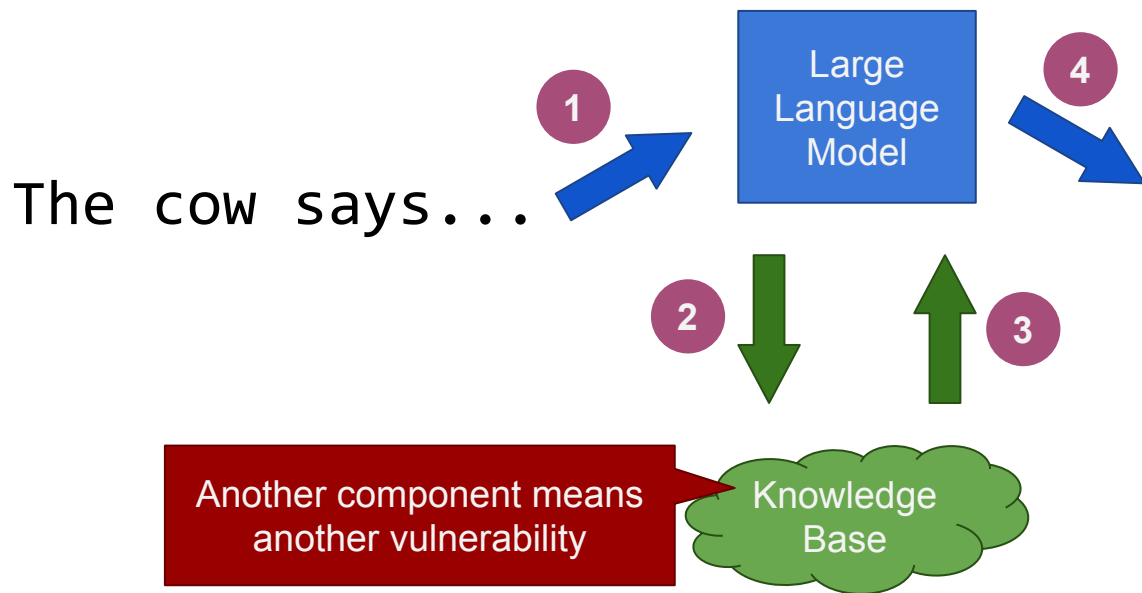 1
Large
Language
Model
4
The cow says...
2
3
Another component means
another vulnerability
Knowledge
Base